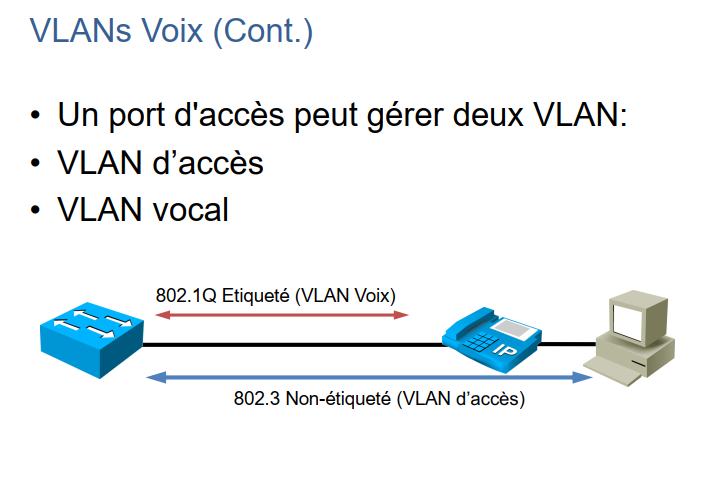 VLANs Voix (Cont.)
• Un port d'accès peut gérer deux VLAN:
• VLAN d’accès
• VLAN vocal
802.1Q Etiqueté (VLAN Voix)
IP
802.3 Non-étiqueté (VLAN d’accès)